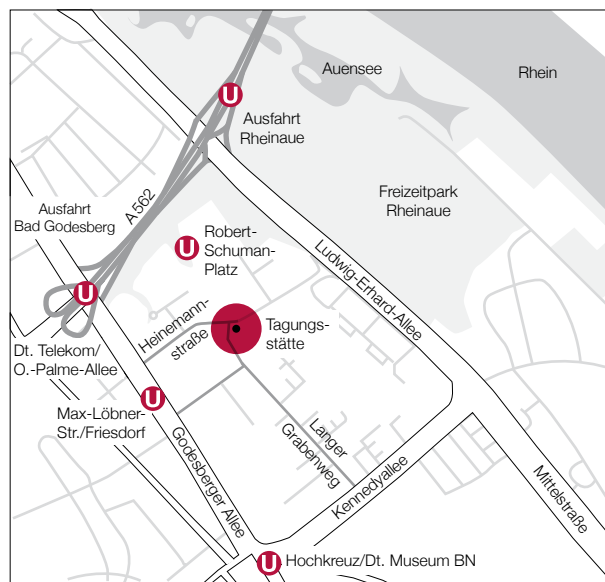 Auensee
Rhein
U
Ausfahrt
Rheinaue
A 562
Freizeitpark
Rheinaue
Ausfahrt
Bad Godesberg
U
Robert-
Schuman-
Platz
Ludwig-Erhard-Allee
U
Heinemann-
straße
Tagungs-
stätte
Dt. Telekom/
O.-Palme-Allee
U
Max-Löbner-
Str./Friesdorf
Godesberger Allee
Langer
Grabenweg
Kennedyallee
Mittelstraße
U
Hochkreuz/Dt. Museum BN